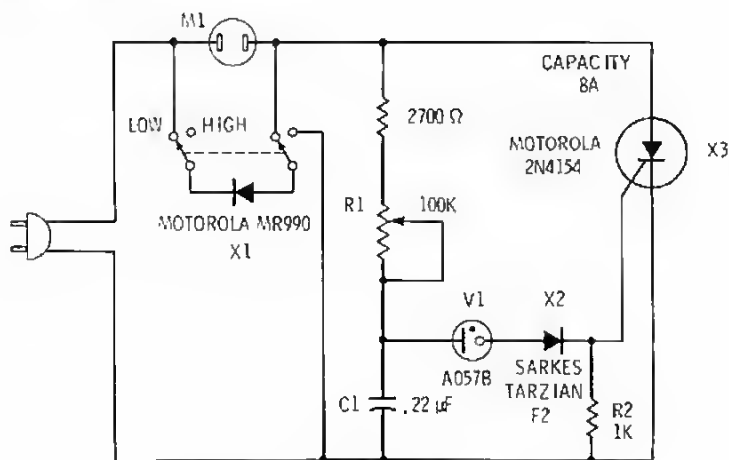 M1
CAPACITY
8A
LOW
HIGH
2700 Ω
MOTOROLA
2N4154
X3
R1
100K
MOTOROLA MR990
X1
V1
X2
A057B
SARKES
TARZIAN
F2
C1
.22 µF
R2
1K